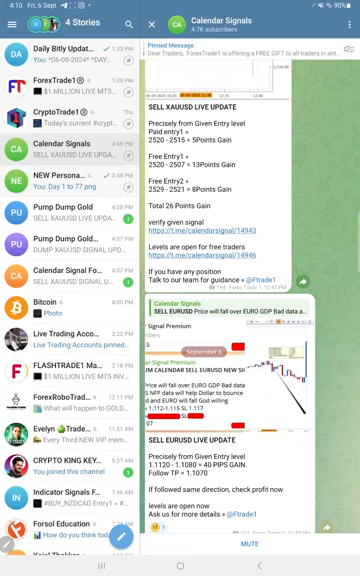 4:10 Fri, 6 Sept
90%
4 Stories
Daily Bitly Updat...
1:33 PM
You: *06-09-2024* *DAY...
ForexTrade1®
1:09 PM
$1 MILLION LIVE MT5...
CryptoTrade1®
Thu
Today's current #crypt...
CA
Calendar Signals
4:08 PM
SELL XAUUSD LIVE UPDA...
NE
NEW Persona...
3:44 PM
You: Day 1 to 77.png
PU
Pump Dump Gold
4:08 PM
SELL XAUUSD LIVE UPDA...
1
PU
Pump Dump Gold...
4:07 PM
DUMP XAUUSD SIGNAL UP...
CA
Calendar Signal Fo...
4:07 PM
SELL XAUUSD SIGNAL U...
1
Bitcoin
4:00 PM
Photo
Live Trading Acco...
2:22 PM
Live Trading Accounts pinned...
FLASHTRADE1 Ma...
2:18 PM
$1 MILLION LIVE MT5 INV...
ForexRoboTrad...
12:11 PM
What will happen to GOLD...
Evelyn Trade...
11:51 AM
Every Third New VIP memb...
CRYPTO KING KEY...
9:37 AM
You joined this channel
1
IN
Indicator Signals F...
7:46 AM
#BUY_NZDCAD Entry1 » #...
Forsol Education
How do you think toda...
CA
Calendar Signals
4.7K subscribers
Pinned Message
Dear Traders, ForexTrade1 is offering a FREE GIFT to all traders in ant...
SELL XAUUSD LIVE UPDATE
Precisely from Given Entry level
Paid entry1 »
2520 - 2515 = 5Points Gain
Free Entry1 »
2520 - 2507 = 13Points Gain
Free Entry2 »
2529 - 2521 = 8Points Gain
Total 26 Points Gain
verify given signal
https://t.me/calendarsignal/14943
Levels are open for free traders
https://t.me/calendarsignal/14946
If you have any position
Talk to our team for guidance » @Ftrade1
194 Forex Trade 1, 12:47 PM
Calendar Signals
SELL EURUSD Price will fall over EURO GDP Bad data a...
r Signal Premium
September 6
SELL EURUSD LIVE UPDATE
Precisely from Given Entry level
1.1120 - 1.1080 = 40 PIPS GAIN.
Follow TP = 1.1070
If followed same direction, check profit now
levels are open now
Ask us for more details » @Ftrade1
1
MUTE